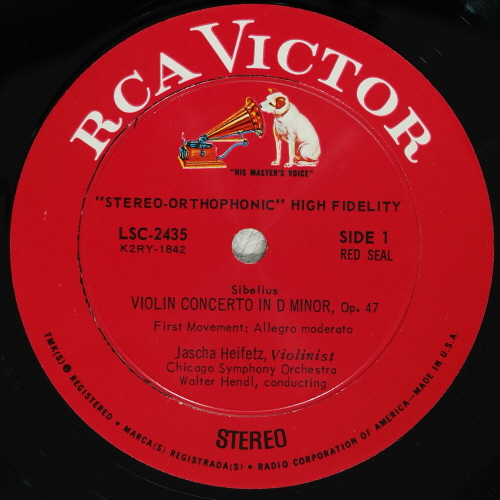 RCA VICTOR
"HIS MASTER'S VOICE"
"STEREO-ORTHOPHONIC" HIGH FIDELITY
LSC-2435
K2RY-1842
SIDE 1
RED SEAL
Sibelius
VIOLIN CONCERTO IN D MINOR, Op. 47
First Movement: Allegro moderato
Jascha Heifetz, Violinist
Chicago Symphony Orchestra
Walter Hendl, conducting
STEREO
TMK(S) ® REGISTERED • MARCA(S) REGISTRADA(S) • RADIO CORPORATION OF AMERICA—MADE IN U.S.A.